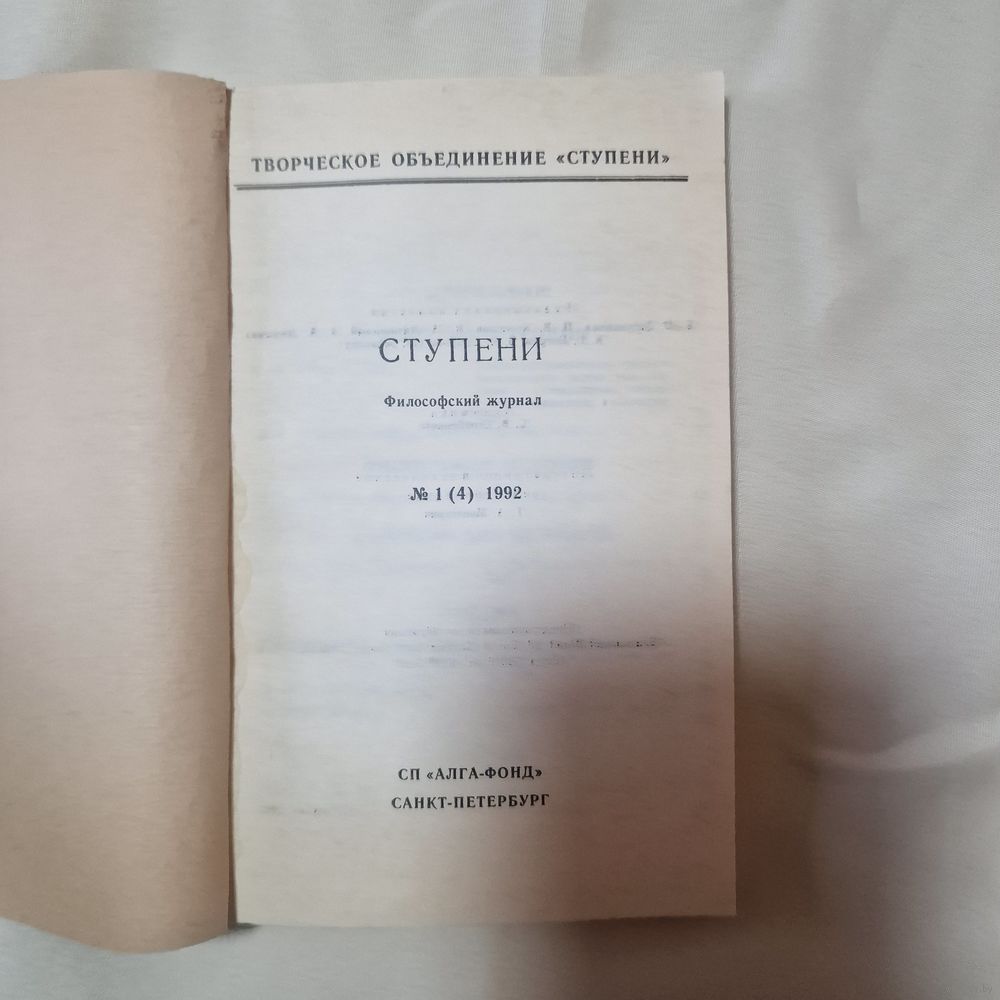 ТВОРЧЕСКОЕ ОБЪЕДИНЕНИЕ «СТУПЕНИ»
СТУПЕНИ
Философский журнал
№ 1 (4) 1992
СП «АЛГА-ФОНД»
САНКТ-ПЕТЕРБУРГ